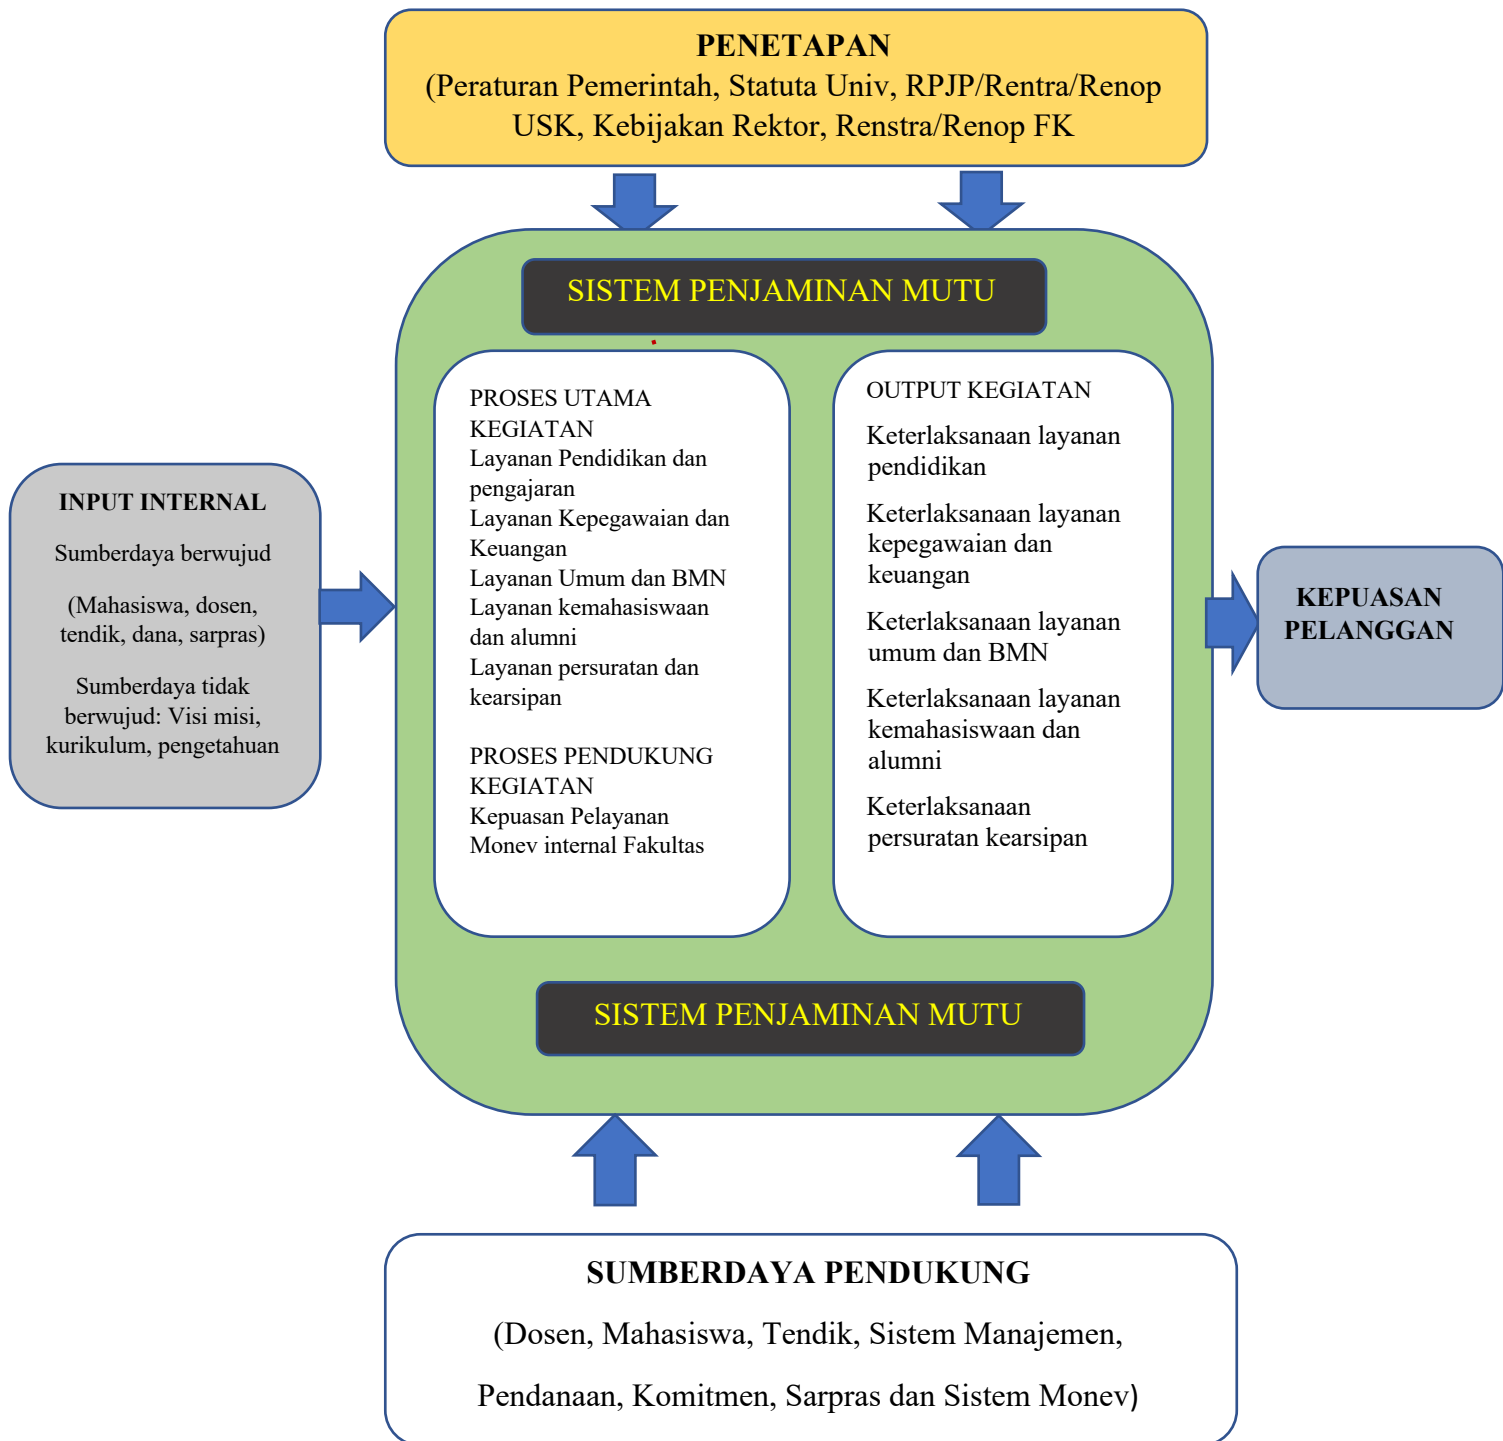 PENETAPAN
(Peraturan Pemerintah, Statuta Univ, RPJP/Rentra/Renop
USK, Kebijakan Rektor, Renstra/Renop FK
SISTEM PENJAMINAN MUTU
INPUT INTERNAL
Sumberdaya berwujud
(Mahasiswa, dosen,
tendik, dana, sarpras)
Sumberdaya tidak
berwujud: Visi misi,
kurikulum, pengetahuan
PROSES UTAMA
KEGIATAN
Layanan Pendidikan dan
pengajaran
Layanan Kepegawaian dan
Keuangan
Layanan Umum dan BMN
Layanan kemahasiswaan
dan alumni
Layanan persuratan dan
kearsipan
PROSES PENDUKUNG
KEGIATAN
Kepuasan Pelayanan
Monev internal Fakultas
OUTPUT KEGIATAN
Keterlaksanaan layanan
pendidikan
Keterlaksanaan layanan
kepegawaian dan
keuangan
Keterlaksanaan layanan
umum dan BMN
Keterlaksanaan layanan
kemahasiswaan dan
alumni
Keterlaksanaan
persuratan kearsipan
KEPUASAN
PELANGGAN
SISTEM PENJAMINAN MUTU
SUMBERDAYA PENDUKUNG
(Dosen, Mahasiswa, Tendik, Sistem Manajemen,
Pendanaan, Komitmen, Sarpras dan Sistem Monev)